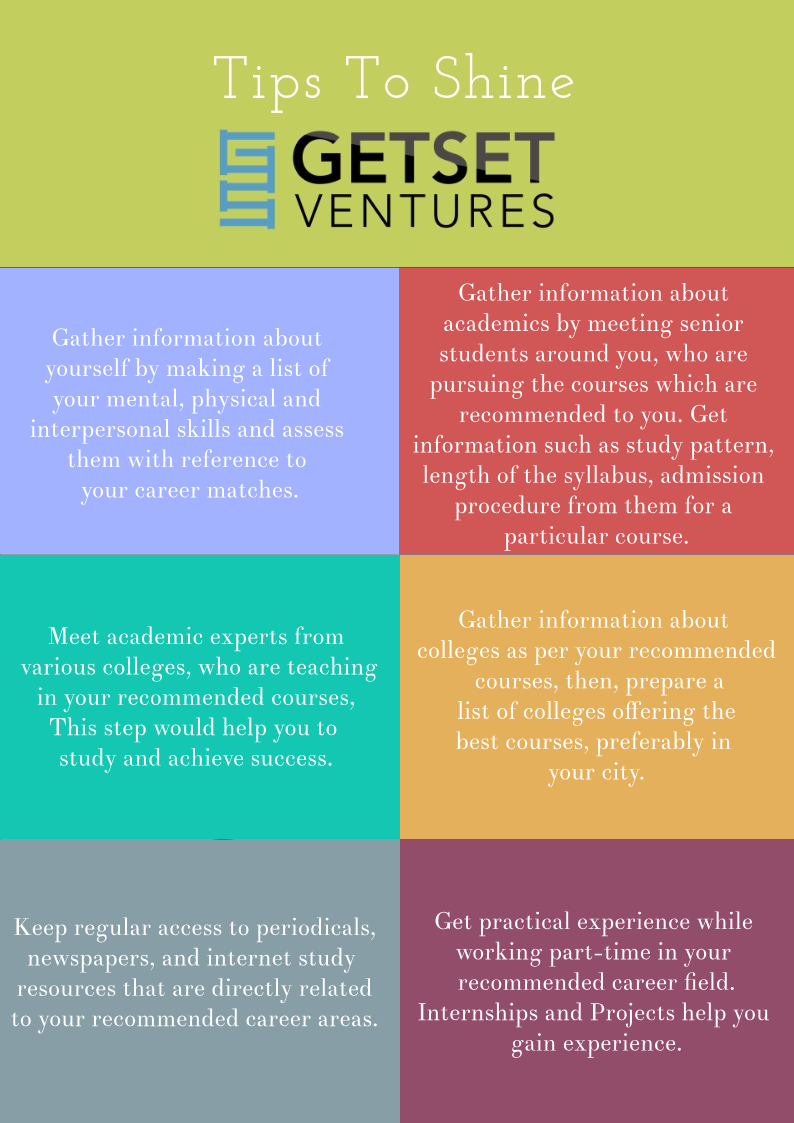 Tips To Shine
GETSET
VENTURES
Gather information about
yourself by making a list of
your mental, physical and
interpersonal skills and assess
them with reference to
your career matches.
Gather information about
academics by meeting senior
students around you, who are
pursuing the courses which are
recommended to you. Get
information such as study pattern,
length of the syllabus, admission
procedure from them for a
particular course.
Meet academic experts from
various colleges, who are teaching
in your recommended courses,
This step would help you to
study and achieve success.
Gather information about
colleges as per your recommended
courses, then, prepare a
list of colleges offering the
best courses, preferably in
your city.
Keep regular access to periodicals,
newspapers, and internet study
resources that are directly related
to your recommended career areas.
Get practical experience while
working part-time in your
recommended career field.
Internships and Projects help you
gain experience.